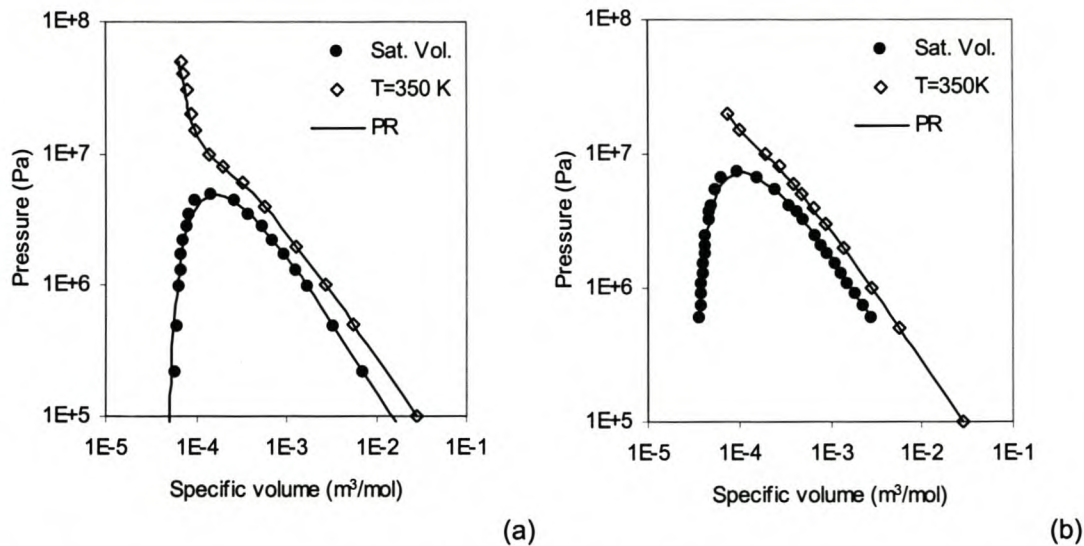 1E+8
1E+7
1E+6
1E+5
Pressure (Pa)
Sat. Vol.
T=350 K
PR
1E-5 1E-4 1E-3 1E-2 1E-1
Specific volume (m³/mol)
(a)
1E+8
1E+7
1E+6
1E+5
Pressure (Pa)
Sat. Vol.
T=350K
PR
1E-5 1E-4 1E-3 1E-2 1E-1
Specific volume (m³/mol)
(b)